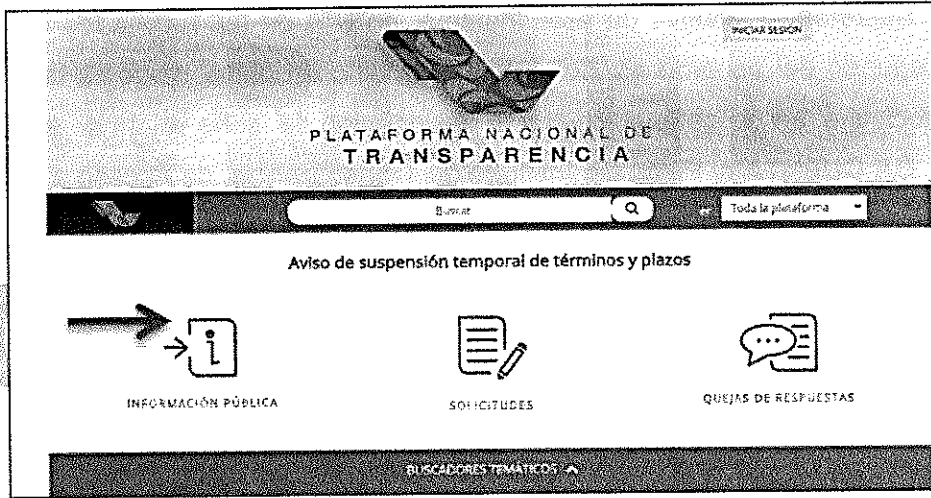 INICIAR SESIÓN
PLATAFORMA NACIONAL DE
TRANSPARENCIA
Buscar
Toda la plataforma
Aviso de suspensión temporal de términos y plazos
INFORMACIÓN PÚBLICA
SOLICITUDES
QUEJAS DE RESPUESTAS
BUSCADORES TEMÁTICOS